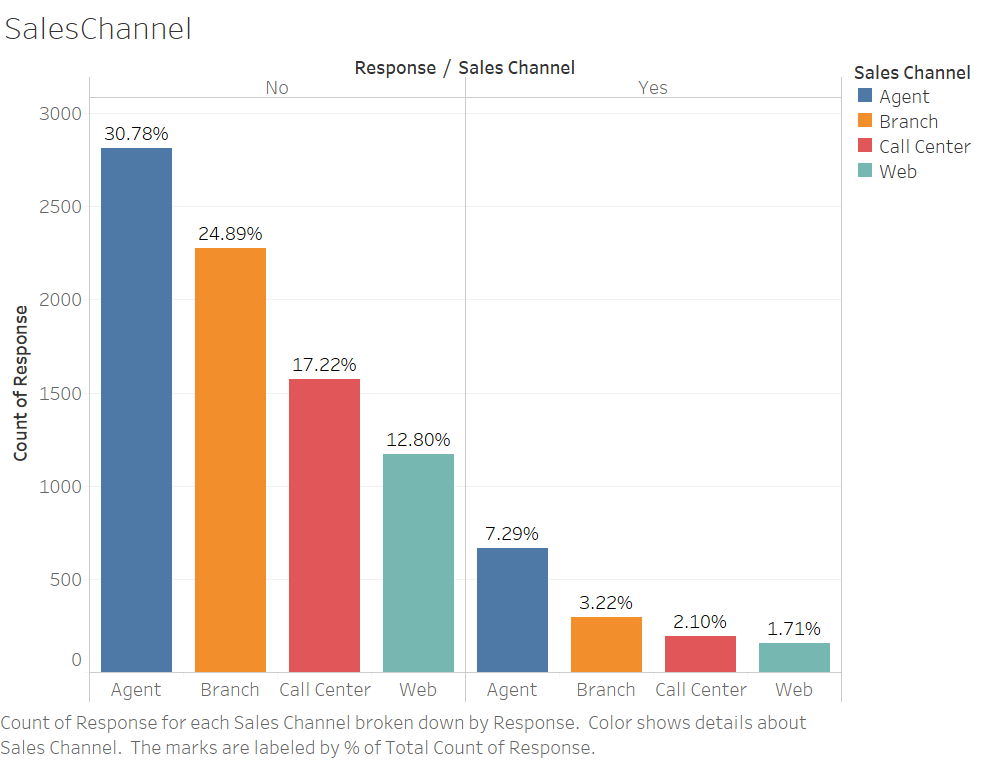 SalesChannel
Response / Sales Channel
No
Yes
Sales Channel
Agent
Branch
Call Center
Web
Count of Response
3000
2500
2000
1500
1000
500
0
30.78%
24.89%
17.22%
12.80%
7.29%
3.22%
2.10%
1.71%
Agent Branch Call Center Web Agent Branch Call Center Web
Count of Response for each Sales Channel broken down by Response.  Color shows details about
Sales Channel.  The marks are labeled by % of Total Count of Response.